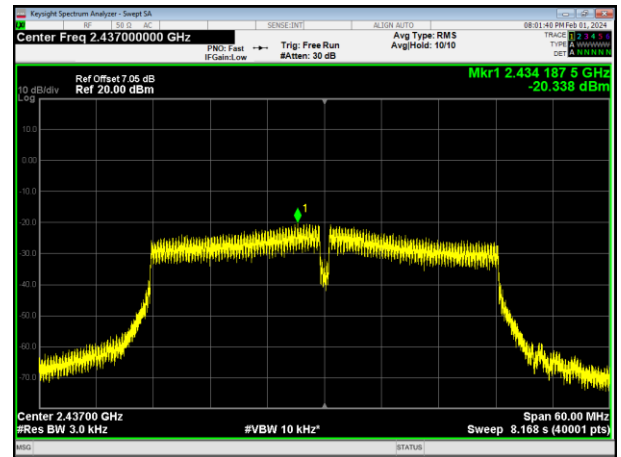 Keysight Spectrum Analyzer - Swept SA
RF 50 Ω AC SENSE:INT ALIGN AUTO 08:01:40 PM Feb 01, 2024
Center Freq 2.437000000 GHz
PNO: Fast
IFGain:Low
Trig: Free Run
#Atten: 30 dB
Avg Type: RMS
Avg|Hold: 10/10
TRACE 1 2 3 4 5 6
TYPE A WWWWW
DET A N N N N N
Ref Offset 7.05 dB
10 dB/div Ref 20.00 dBm
Log
Mkr1 2.434 187 5 GHz
-20.338 dBm
10.0
0.00
-10.0
1
-20.0
-30.0
-40.0
-50.0
-60.0
-70.0
Center 2.43700 GHz Span 60.00 MHz
#Res BW 3.0 kHz #VBW 10 kHz* Sweep 8.168 s (40001 pts)
MSG STATUS